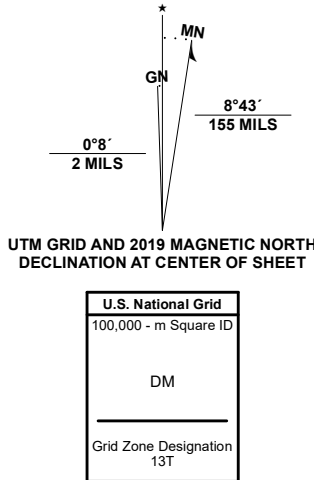 ★
MN
GN
8°43´
155 MILS
0°8´
2 MILS
UTM GRID AND 2019 MAGNETIC NORTH
DECLINATION AT CENTER OF SHEET
U.S. National Grid
100,000 - m Square ID
DM
Grid Zone Designation
13T